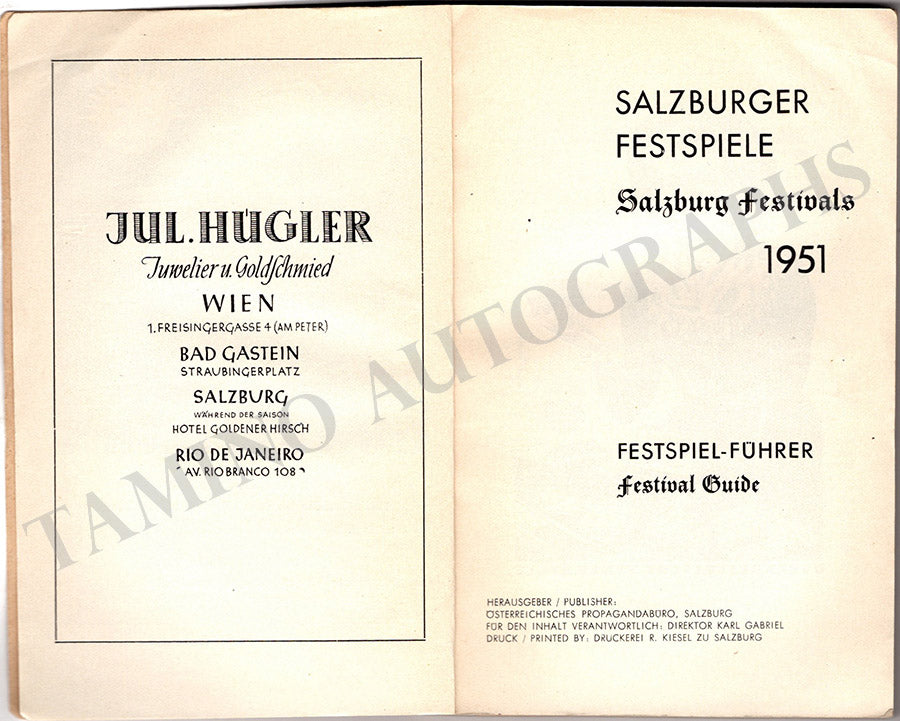 JUL. HÜGLER
Juwelier u. Goldschmied
WIEN
1. FREISINGERGASSE 4 (AM PETER)
BAD GASTEIN
STRAUBINGERPLATZ
SALZBURG
WÄHREND DER SAISON
HOTEL GOLDENER HIRSCH
RIO DE JANEIRO
AV. RIO BRANCO 108
SALZBURGER
FESTSPIELE
Salzburg Festivals
1951
FESTSPIEL-FÜHRER
Festival Guide
HERAUSGEBER / PUBLISHER:
ÖSTERREICHISCHES PROPAGANDABÜRO, SALZBURG
FÜR DEN INHALT VERANTWORTLICH: DIREKTOR KARL GABRIEL
DRUCK / PRINTED BY: DRUCKEREI R. KIESEL ZU SALZBURG
TAMINO AUTOGRAPHS